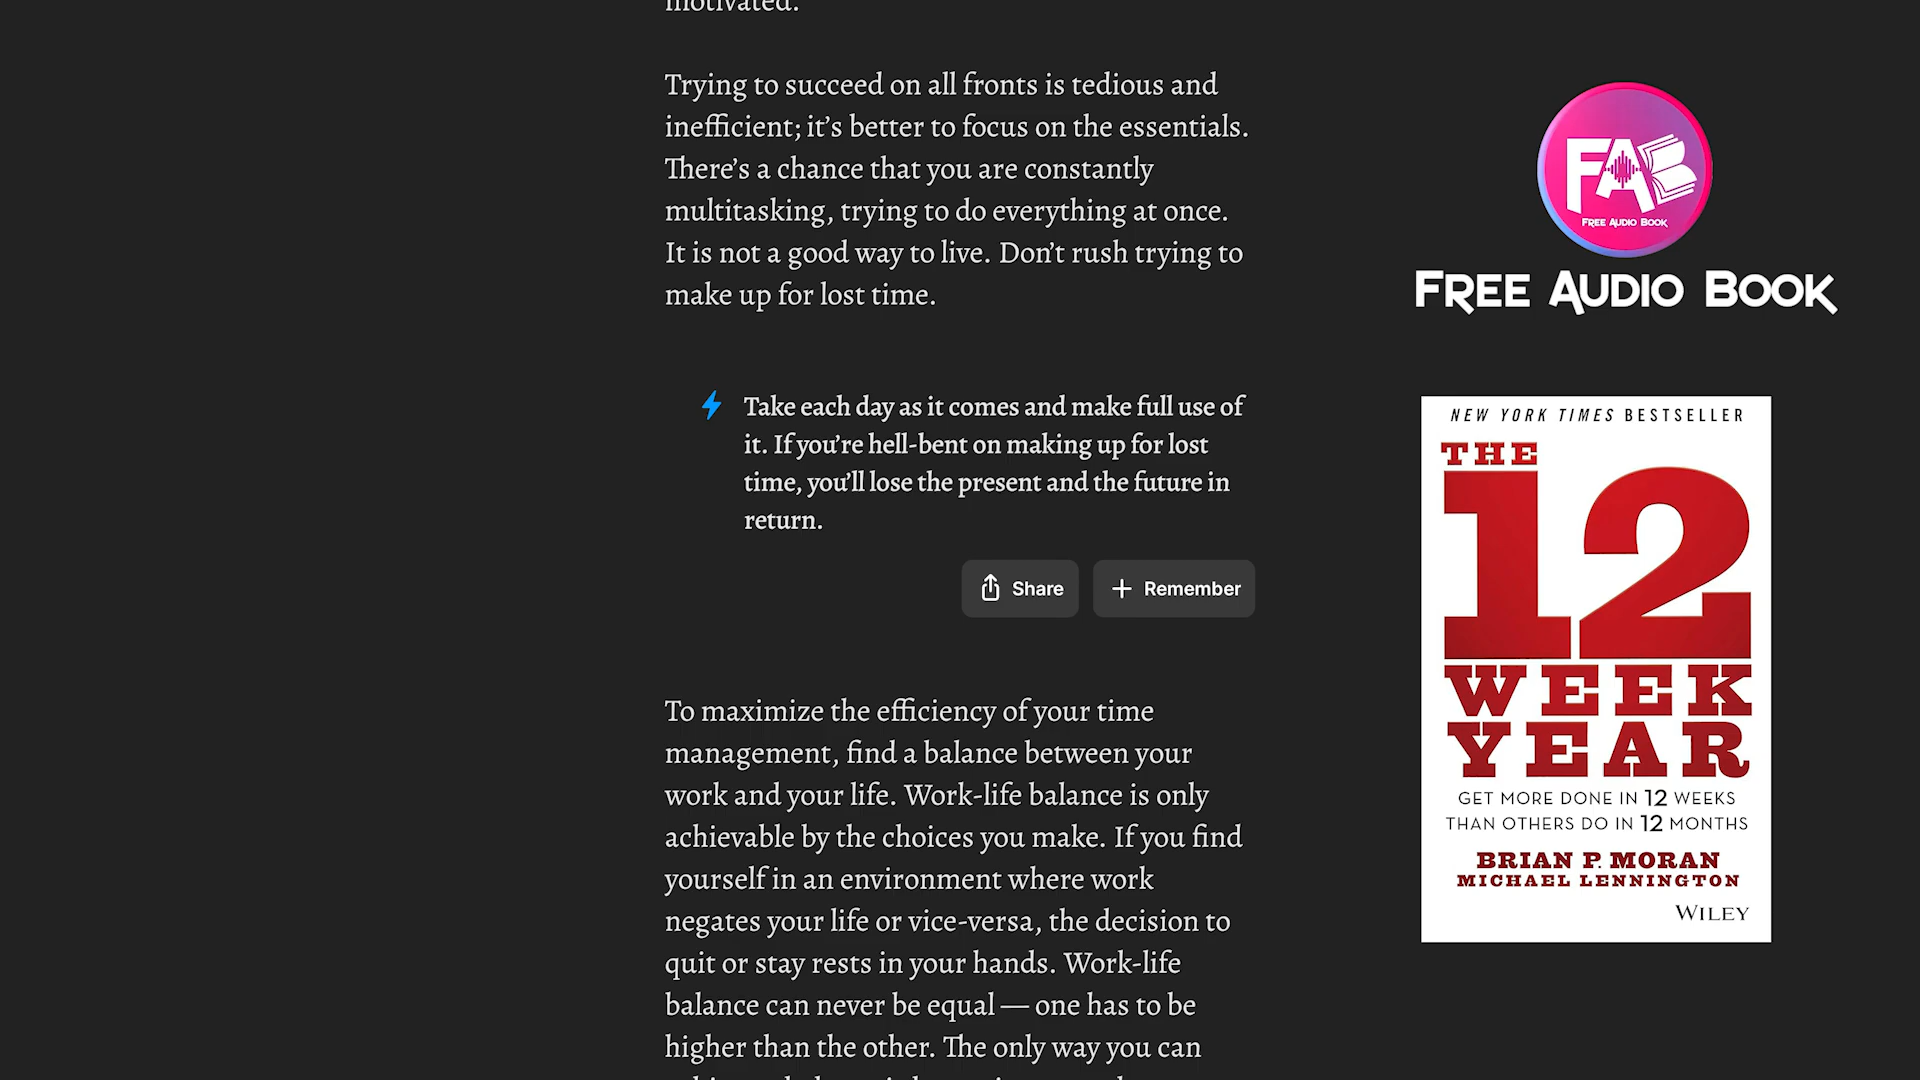 motivated.
Trying to succeed on all fronts is tedious and
inefficient; it’s better to focus on the essentials.
There’s a chance that you are constantly
multitasking, trying to do everything at once.
It is not a good way to live. Don’t rush trying to
make up for lost time.
Take each day as it comes and make full use of
it. If you’re hell-bent on making up for lost
time, you’ll lose the present and the future in
return.
Share
Remember
To maximize the efficiency of your time
management, find a balance between your
work and your life. Work-life balance is only
achievable by the choices you make. If you find
yourself in an environment where work
negates your life or vice-versa, the decision to
quit or stay rests in your hands. Work-life
balance can never be equal — one has to be
higher than the other. The only way you can
FAB
FREE AUDIO BOOK
FREE AUDIO BOOK
NEW YORK TIMES BESTSELLER
THE
12
WEEK
YEAR
GET MORE DONE IN 12 WEEKS
THAN OTHERS DO IN 12 MONTHS
BRIAN P. MORAN
MICHAEL LENNINGTON
WILEY